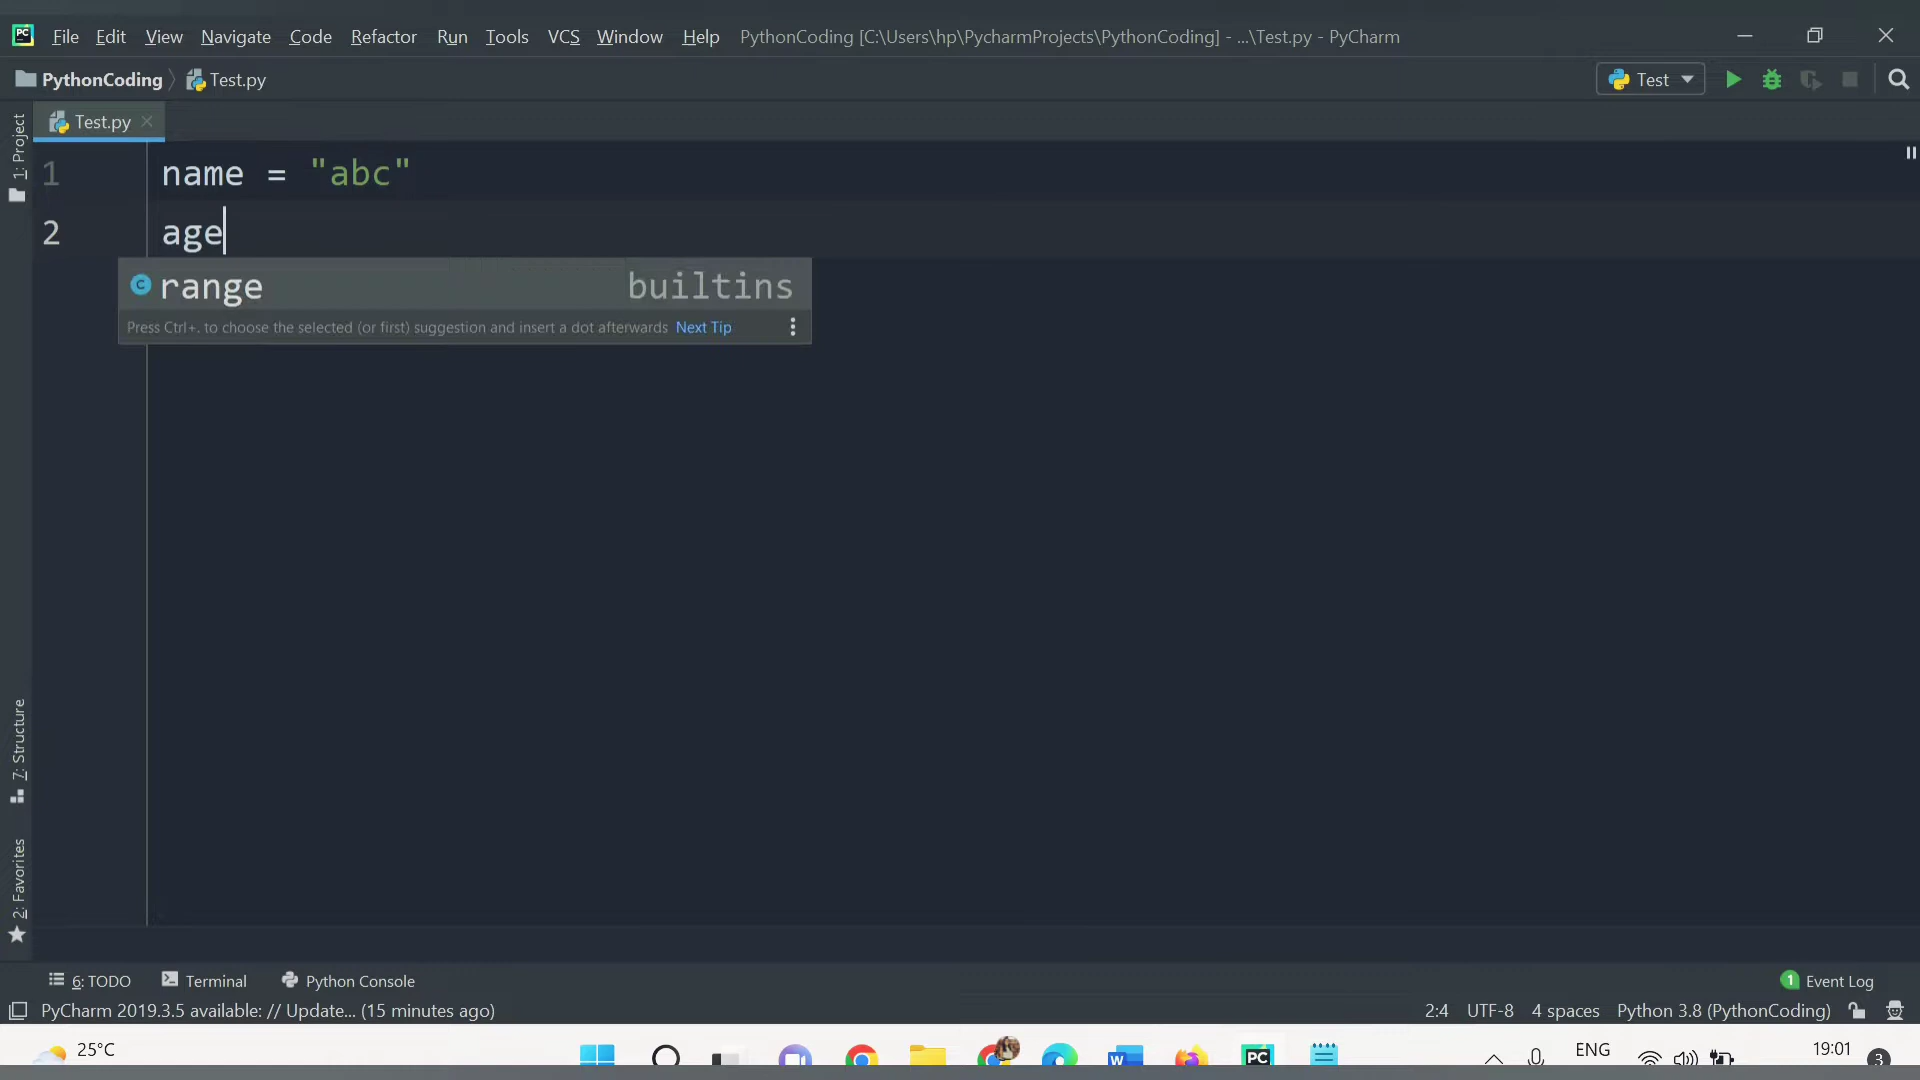 File Edit View Navigate Code Refactor Run Tools VCS Window Help PythonCoding [C:\Users\hp\PycharmProjects\PythonCoding] - ...\Test.py - PyCharm
PythonCoding Test.py Test
1: Project
Test.py
1 name = "abc"
2 age
range builtins
Press Ctrl+. to choose the selected (or first) suggestion and insert a dot afterwards Next Tip
7: Structure
2: Favorites
6: TODO Terminal Python Console 1 Event Log
PyCharm 2019.3.5 available: // Update... (15 minutes ago) 2:4 UTF-8 4 spaces Python 3.8 (PythonCoding)
25°C ENG 19:01 3